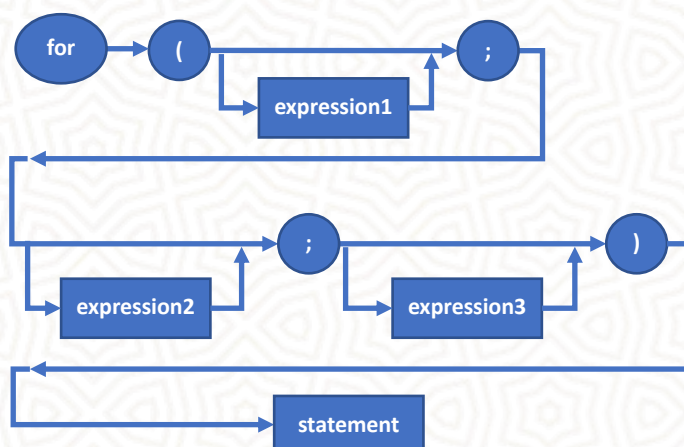 for ( ;
expression1
; )
expression2 expression3
statement